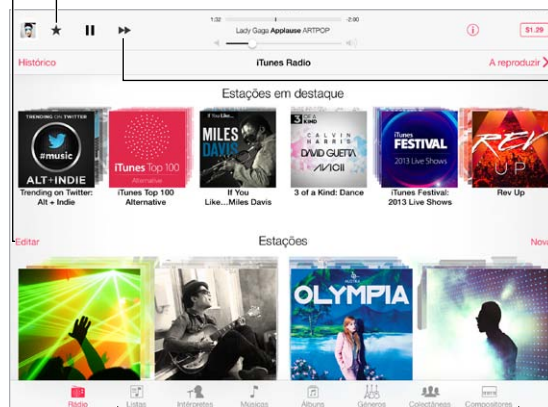 1:32 -2:00
Lady Gaga Applause ARTPOP
$1.29
Histórico
iTunes Radio
A reproduzir
Estações em destaque
TRENDING ON TWITTER
#music
ALT+INDIE
iTunes Top 100
Alternative
If You Like...
MILES
DAVIS
3 OF A KIND
CALVIN
HARRIS
DAVID GUETTA
AVICII
iTunes
FESTIVAL
2013 Live Shows
REV
UP
Trending on Twitter:
Alt + Indie
iTunes Top 100
Alternative
If You
Like...Miles Davis
3 of a Kind: Dance
iTunes Festival:
2013 Live Shows
Rev Up
Editar
Estações
Nova
OLYMPIA
Rádio
Listas
Intérpretes
Músicas
Álbuns
Géneros
Colectâneas
Compositores